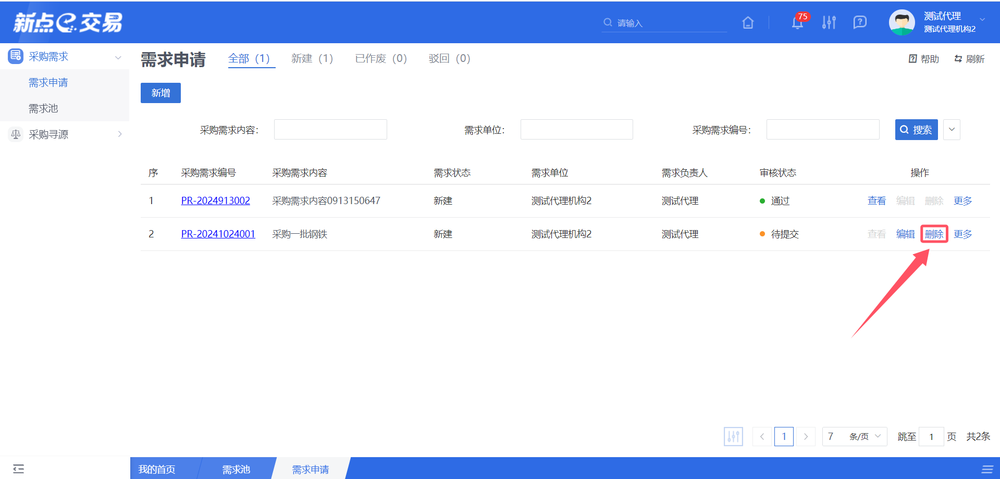 新点e交易
请输入
75
测试代理
测试代理机构2
采购需求
需求申请
需求池
采购寻源
需求申请 全部（1） 新建（1） 已作废（0） 驳回（0） 帮助 刷新
新增
采购需求内容： 需求单位： 采购需求编号： 搜索
序 采购需求编号 采购需求内容 需求状态 需求单位 需求负责人 审核状态 操作
1 PR-2024913002 采购需求内容0913150647 新建 测试代理机构2 测试代理 通过 查看 编辑 删除 更多
2 PR-20241024001 采购一批钢铁 新建 测试代理机构2 测试代理 待提交 查看 编辑 删除 更多
1 7 条/页 跳至 1 页 共2条
我的首页 需求池 需求申请